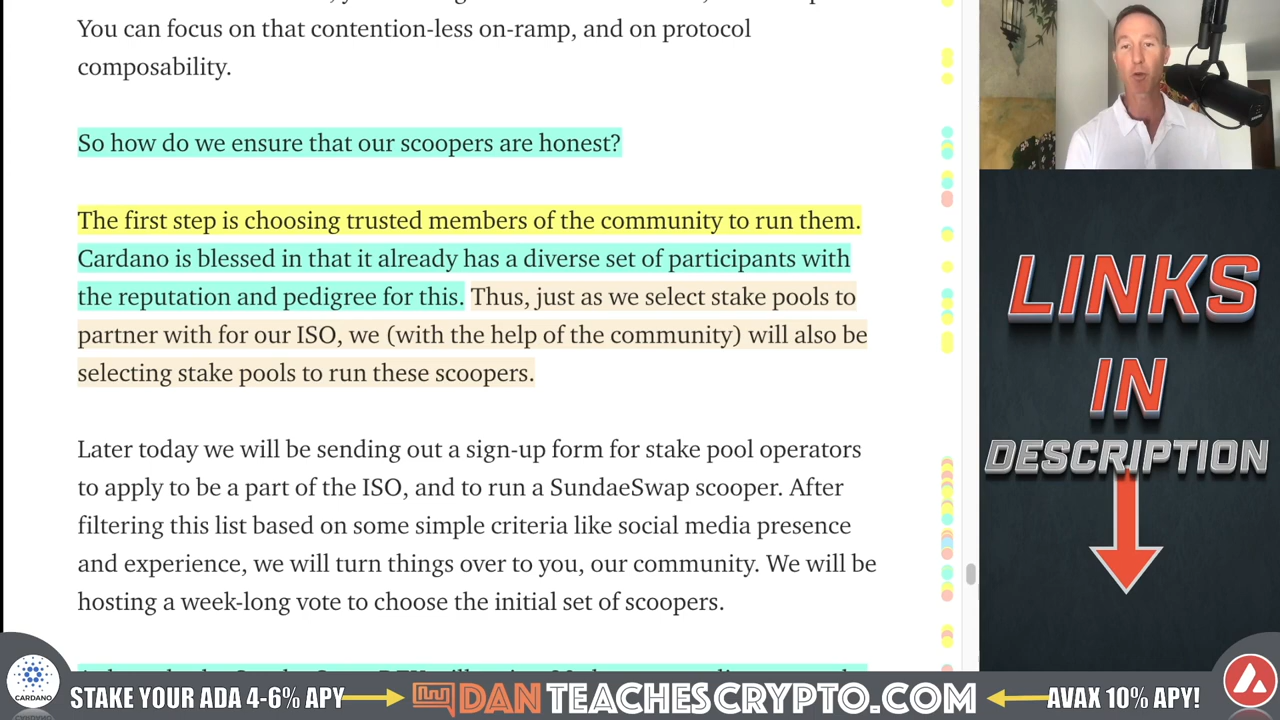 You can focus on that contention-less on-ramp, and on protocol
composability.
So how do we ensure that our scoopers are honest?
The first step is choosing trusted members of the community to run them.
Cardano is blessed in that it already has a diverse set of participants with
the reputation and pedigree for this. Thus, just as we select stake pools to
partner with for our ISO, we (with the help of the community) will also be
selecting stake pools to run these scoopers.
Later today we will be sending out a sign-up form for stake pool operators
to apply to be a part of the ISO, and to run a SundaeSwap scooper. After
filtering this list based on some simple criteria like social media presence
and experience, we will turn things over to you, our community. We will be
hosting a week-long vote to choose the initial set of scoopers.
LINKS
IN
DESCRIPTION
CARDANO
STAKE YOUR ADA 4-6% APY
DANTEACHESCRYPTO.COM
AVAX 10% APY!